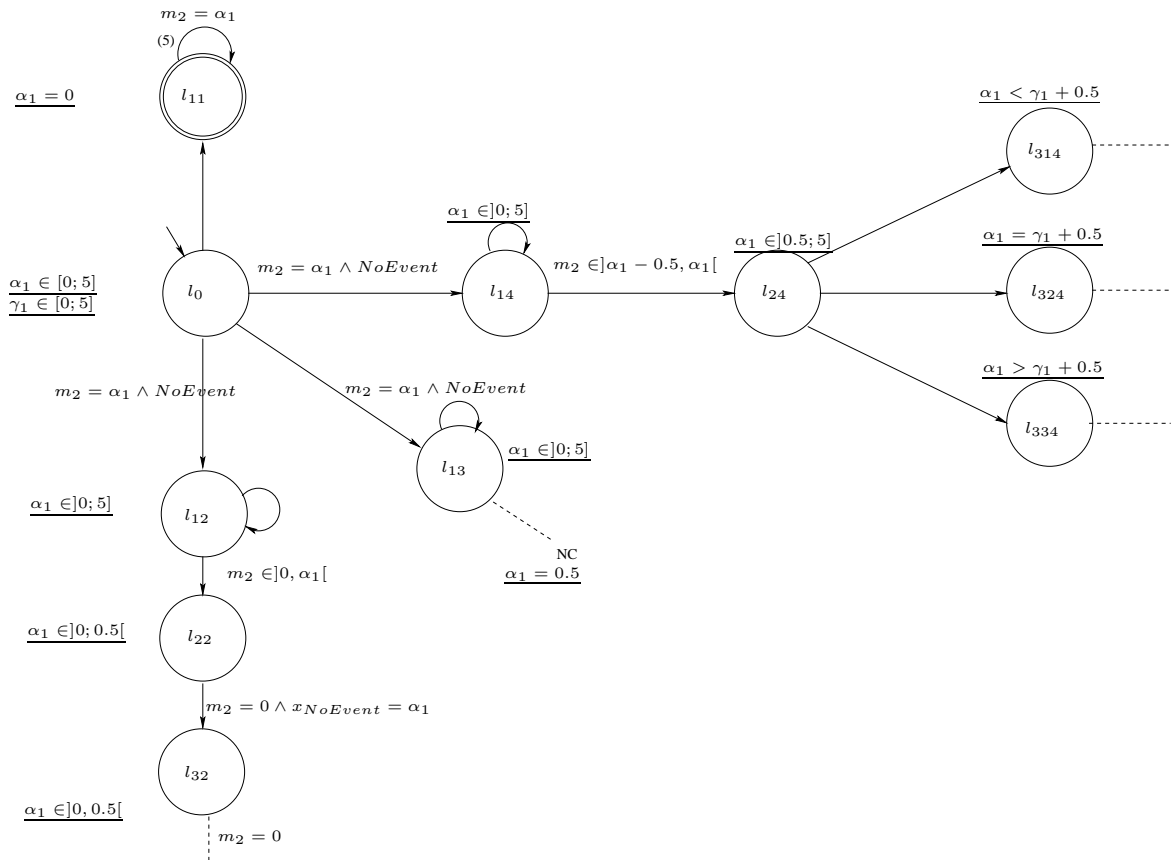 m₂ = α₁
(5)
l₁₁
α₁ = 0
α₁ < γ₁ + 0.5
l₃₁₄
α₁ ∈]0; 5]
α₁ ∈]0.5; 5]
α₁ = γ₁ + 0.5
m₂ = α₁ ∧ NoEvent
m₂ ∈]α₁ − 0.5, α₁[
α₁ ∈ [0; 5]
γ₁ ∈ [0; 5]
l₀
l₁₄
l₂₄
l₃₂₄
α₁ > γ₁ + 0.5
m₂ = α₁ ∧ NoEvent
m₂ = α₁ ∧ NoEvent
l₃₃₄
l₁₃
α₁ ∈]0; 5]
α₁ ∈]0; 5]
l₁₂
NC
α₁ = 0.5
m₂ ∈]0, α₁[
α₁ ∈]0; 0.5[
l₂₂
m₂ = 0 ∧ x_NoEvent = α₁
l₃₂
α₁ ∈]0, 0.5[
m₂ = 0